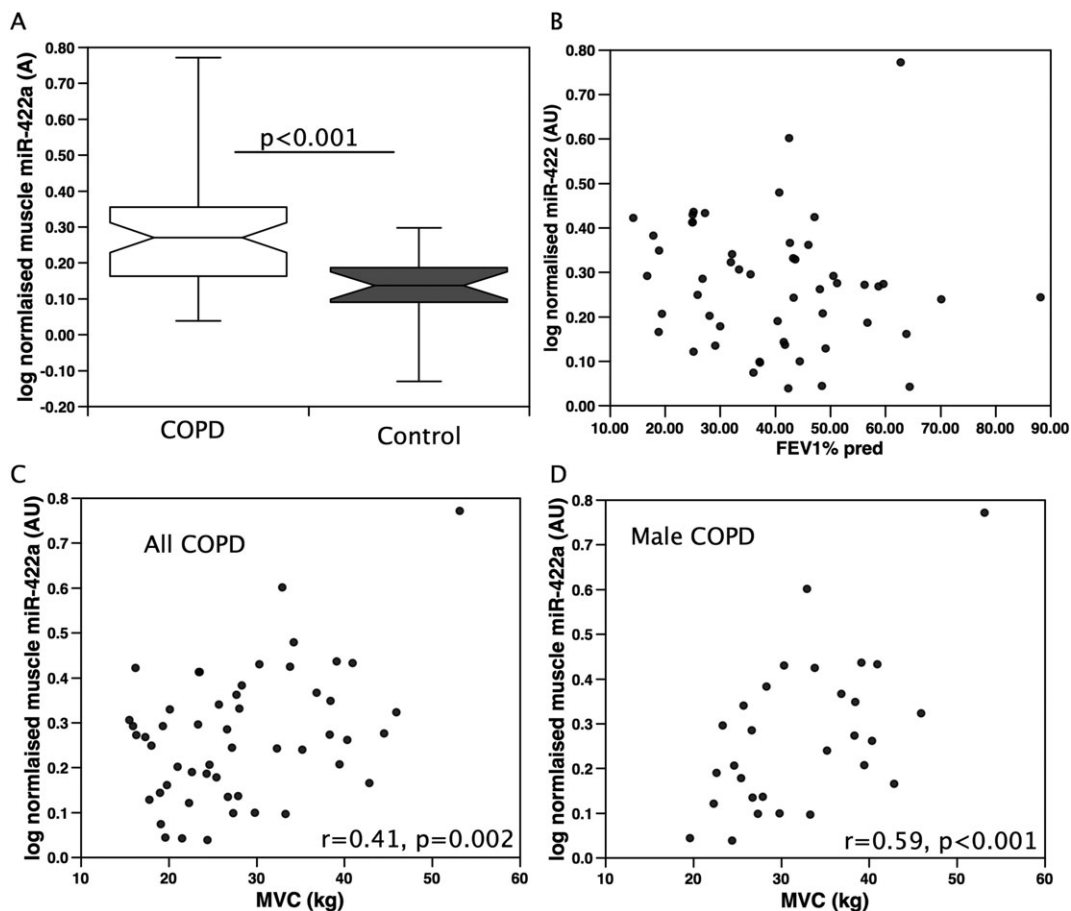 A
log normlaised muscle miR-422a (A)
0.80
0.70
0.60
0.50
0.40
0.30
0.20
0.10
0.00
-0.10
-0.20
p<0.001
COPD
Control
B
log normalised miR-422 (AU)
0.80
0.70
0.60
0.50
0.40
0.30
0.20
0.10
0.00
10.00 20.00 30.00 40.00 50.00 60.00 70.00 80.00 90.00
FEV1% pred
C
log normlaised muscle miR-422a (AU)
0.8
0.7
0.6
0.5
0.4
0.3
0.2
0.1
0.0
All COPD
r=0.41, p=0.002
10 20 30 40 50 60
MVC (kg)
D
log normlaised muscle miR-422a (AU)
0.8
0.7
0.6
0.5
0.4
0.3
0.2
0.1
0.0
Male COPD
r=0.59, p<0.001
10 20 30 40 50 60
MVC (kg)